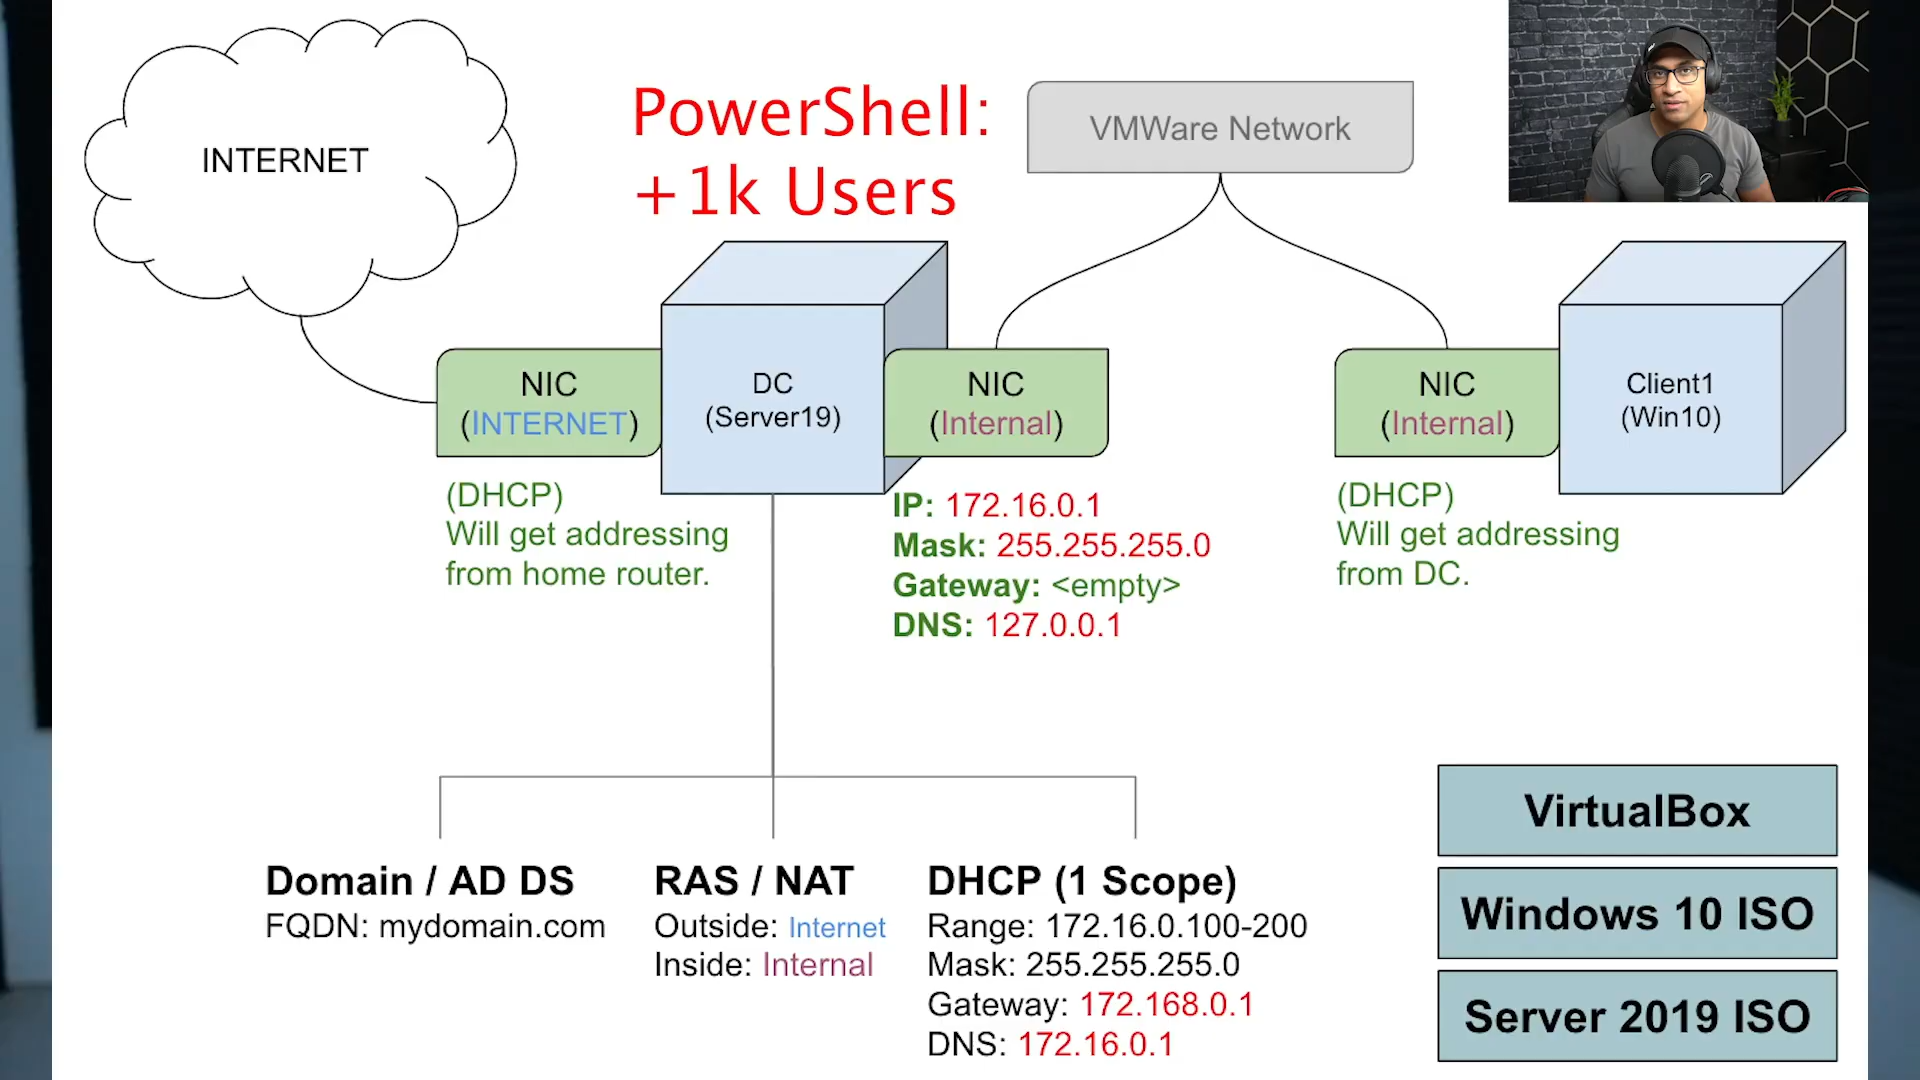 INTERNET
PowerShell:
+1k Users
VMWare Network
NIC
(INTERNET)
DC
(Server19)
NIC
(Internal)
NIC
(Internal)
Client1
(Win10)
(DHCP)
Will get addressing
from home router.
IP: 172.16.0.1
Mask: 255.255.255.0
Gateway: <empty>
DNS: 127.0.0.1
(DHCP)
Will get addressing
from DC.
Domain / AD DS
FQDN: mydomain.com
RAS / NAT
Outside: Internet
Inside: Internal
DHCP (1 Scope)
Range: 172.16.0.100-200
Mask: 255.255.255.0
Gateway: 172.168.0.1
DNS: 172.16.0.1
VirtualBox
Windows 10 ISO
Server 2019 ISO